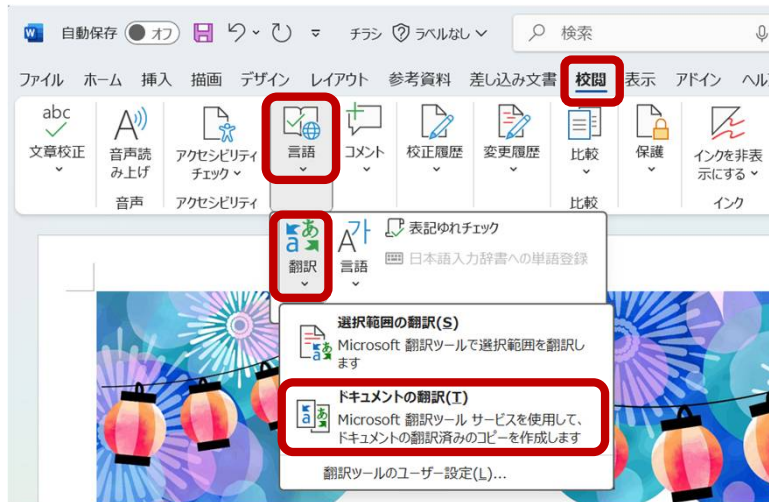 自動保存 オフ チラシ ラベルなし 検索
ファイル ホーム 挿入 描画 デザイン レイアウト 参考資料 差し込み文書 校閲 表示 アドイン
abc
文章校正
音声読
み上げ
音声
アクセシビリティ
チェック
アクセシビリティ
言語
コメント
校正履歴
変更履歴
比較
比較
保護
インクを非表
示にする
インク
翻訳
言語
表記ゆれチェック
日本語入力辞書への単語登録
選択範囲の翻訳(S)
Microsoft 翻訳ツールで選択範囲を翻訳し
ます
ドキュメントの翻訳(T)
Microsoft 翻訳ツール サービスを使用して、
ドキュメントの翻訳済みのコピーを作成します
翻訳ツールのユーザー設定(L)...